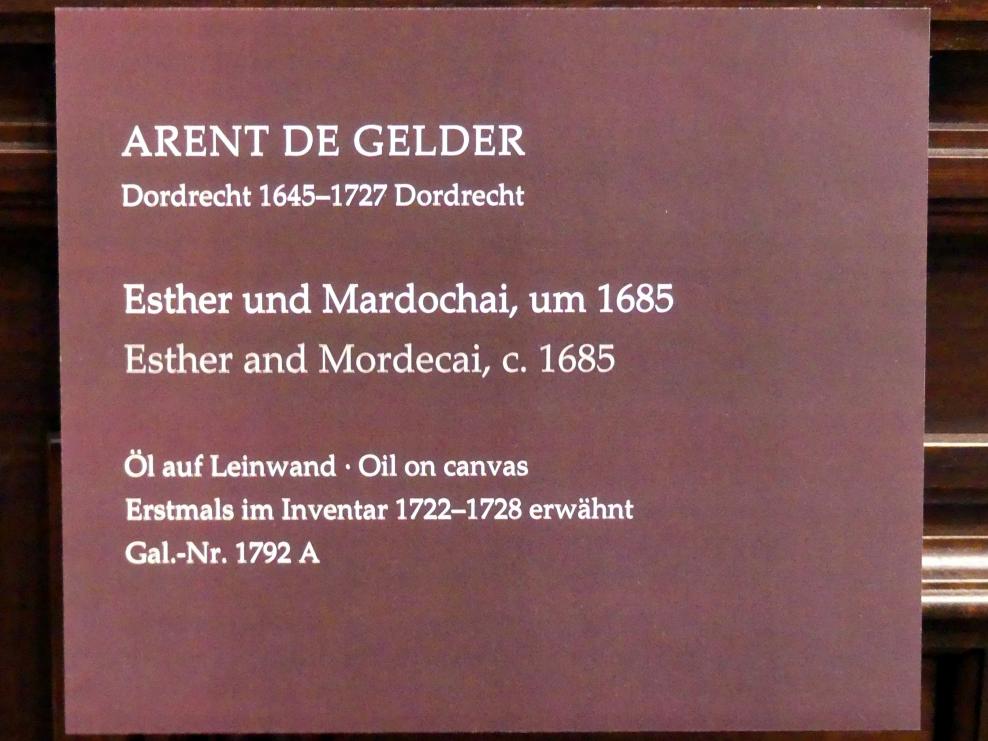 ARENT DE GELDER
Dordrecht 1645–1727 Dordrecht
Esther und Mardochai, um 1685
Esther and Mordecai, c. 1685
Öl auf Leinwand · Oil on canvas
Erstmals im Inventar 1722–1728 erwähnt
Gal.-Nr. 1792 A